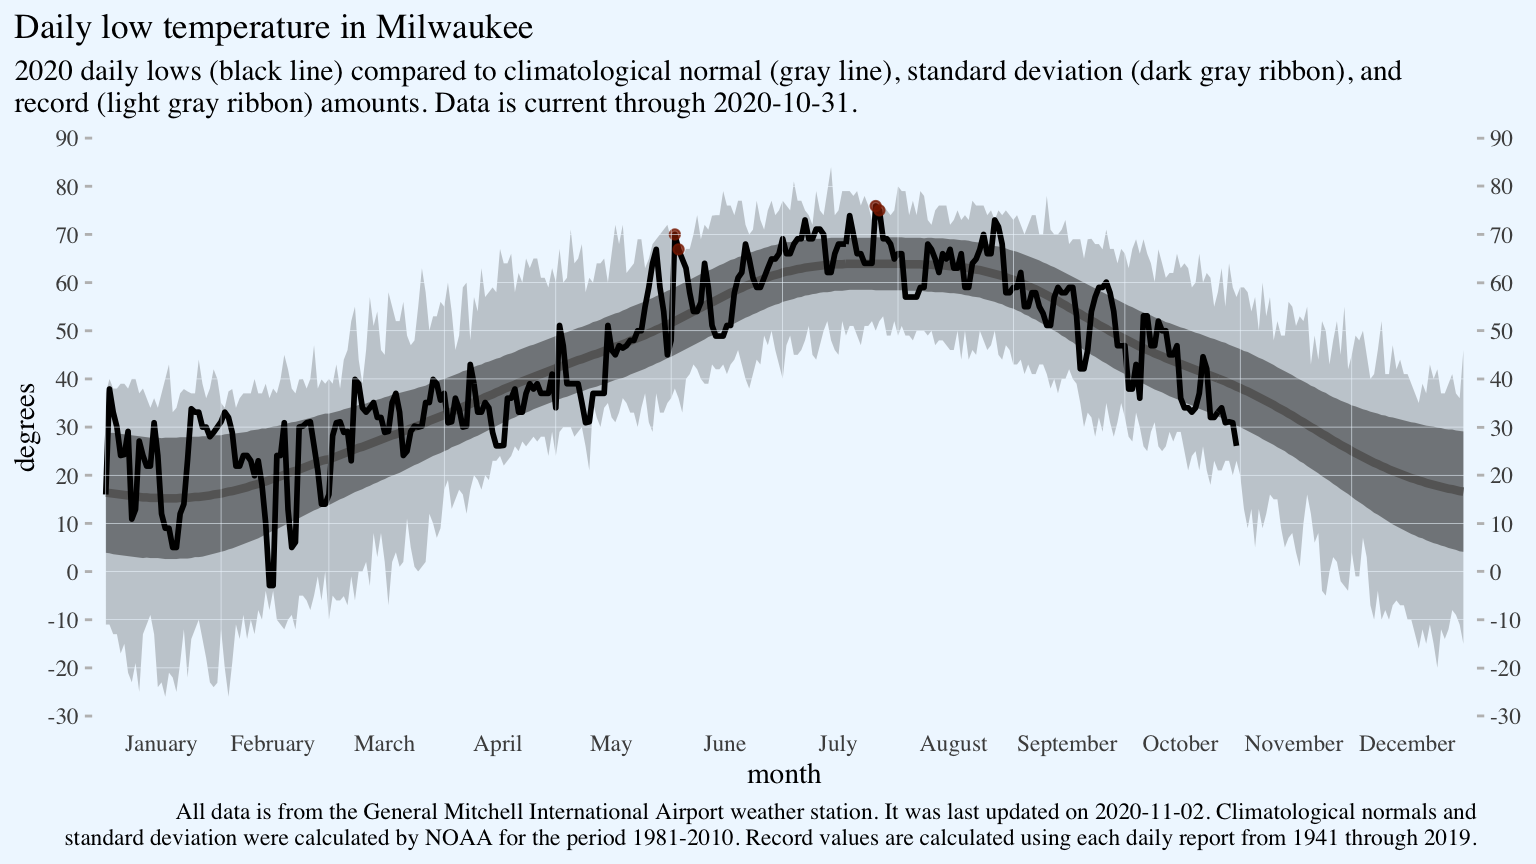 Daily low temperature in Milwaukee
2020 daily lows (black line) compared to climatological normal (gray line), standard deviation (dark gray ribbon), and
record (light gray ribbon) amounts. Data is current through 2020-10-31.
90 90
80 80
70 70
60 60
50 50
40 40
30 30
20 20
10 10
0 0
-10 -10
-20 -20
-30 -30
degrees
January February March April May June July August September October November December
month
All data is from the General Mitchell International Airport weather station. It was last updated on 2020-11-02. Climatological normals and
standard deviation were calculated by NOAA for the period 1981-2010. Record values are calculated using each daily report from 1941 through 2019.